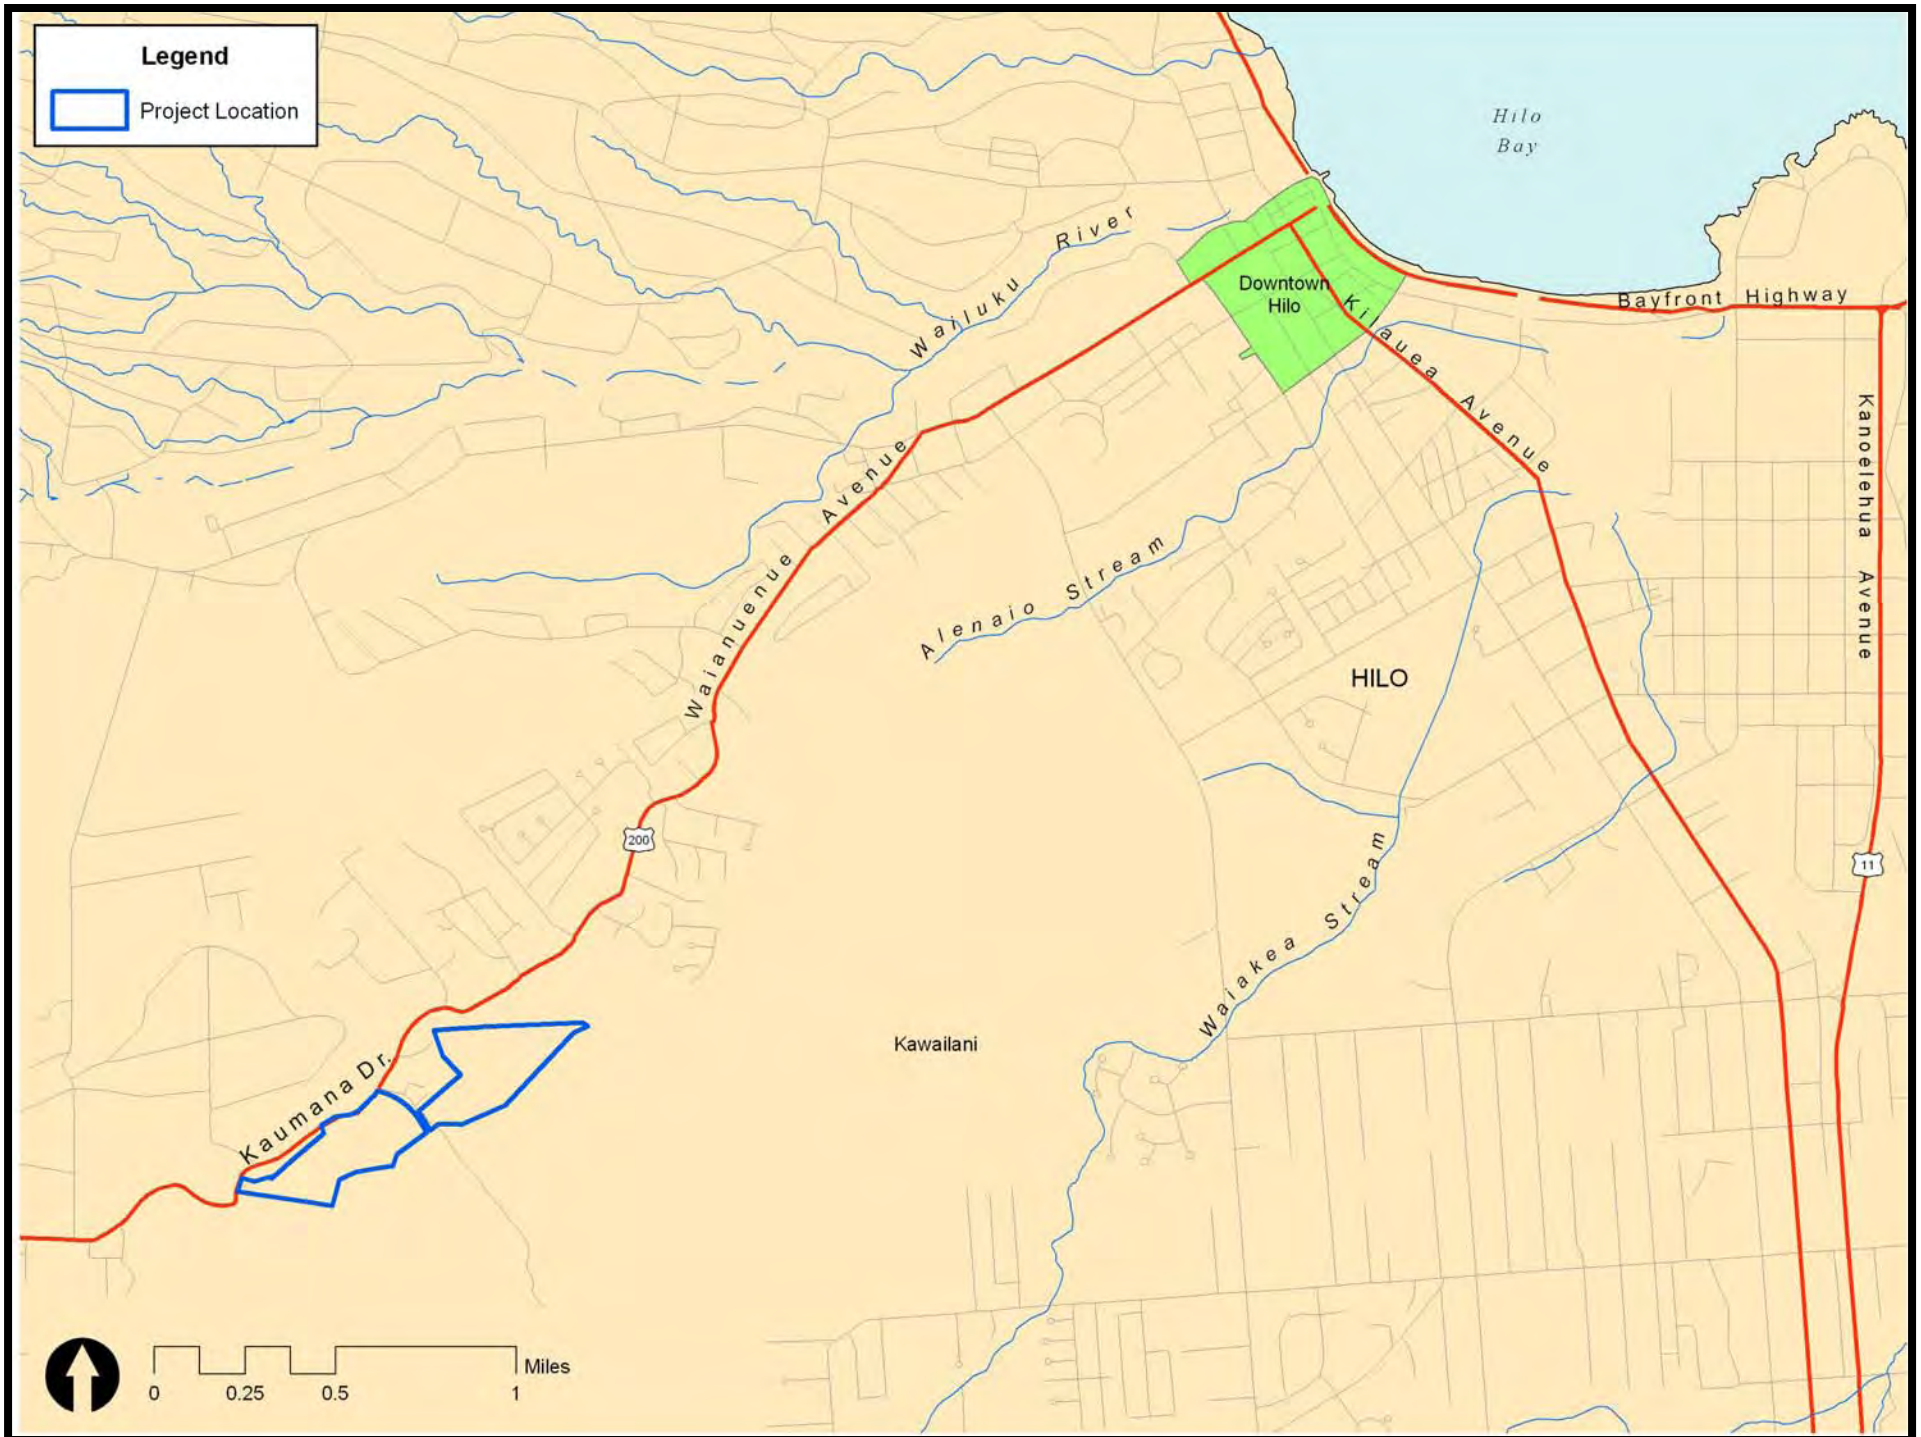 Legend
Project Location
Hilo
Bay
Wailuku River
Downtown
Hilo
Bayfront Highway
Kilauea Avenue
Kanoelehua Avenue
Waianuenue Avenue
Alenaio Stream
HILO
200
11
Waiakea Stream
Kawailani
Kaumana Dr.
Miles
0 0.25 0.5 1